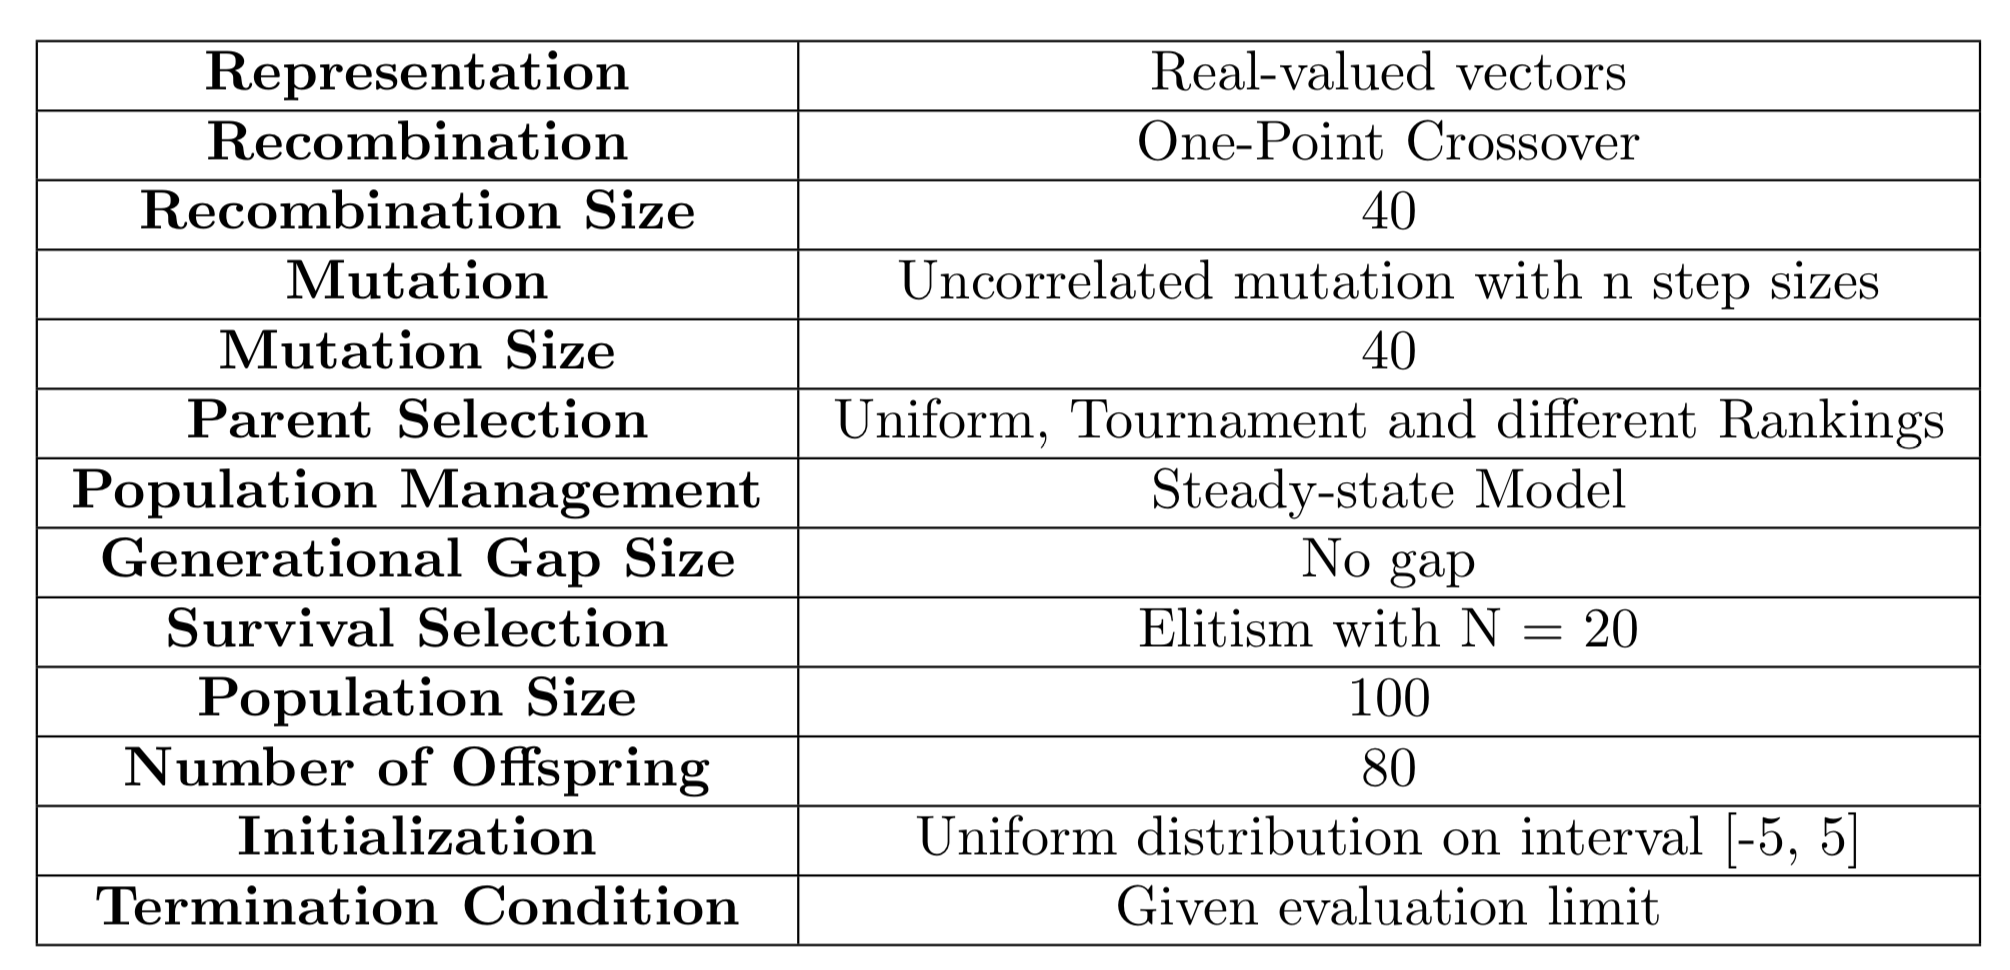 Representation Real-valued vectors
Recombination One-Point Crossover
Recombination Size 40
Mutation Uncorrelated mutation with n step sizes
Mutation Size 40
Parent Selection Uniform, Tournament and different Rankings
Population Management Steady-state Model
Generational Gap Size No gap
Survival Selection Elitism with N = 20
Population Size 100
Number of Offspring 80
Initialization Uniform distribution on interval [-5, 5]
Termination Condition Given evaluation limit